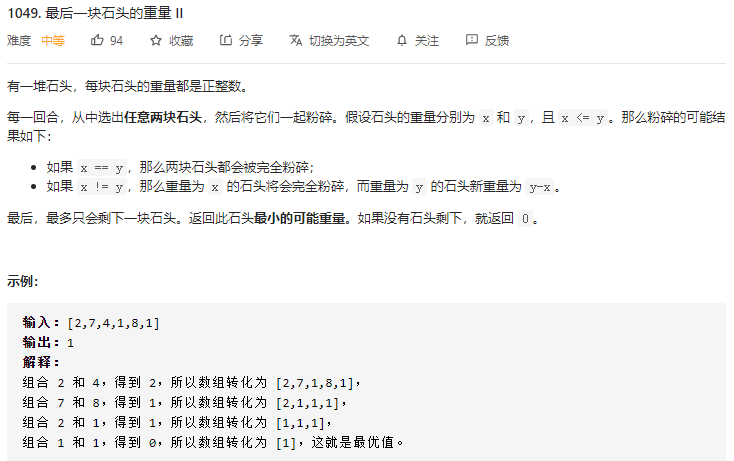 1049. 最后一块石头的重量 II
难度 中等 94 收藏 分享 切换为英文 关注 反馈
有一堆石头，每块石头的重量都是正整数。
每一回合，从中选出任意两块石头，然后将它们一起粉碎。假设石头的重量分别为 x 和 y，且 x <= y。那么粉碎的可能结
果如下：
• 如果 x == y，那么两块石头都会被完全粉碎；
• 如果 x != y，那么重量为 x 的石头将会完全粉碎，而重量为 y 的石头新重量为 y-x。
最后，最多只会剩下一块石头。返回此石头最小的可能重量。如果没有石头剩下，就返回 0。
示例：
输入：[2,7,4,1,8,1]
输出：1
解释：
组合 2 和 4，得到 2，所以数组转化为 [2,7,1,8,1]，
组合 7 和 8，得到 1，所以数组转化为 [2,1,1,1]，
组合 2 和 1，得到 1，所以数组转化为 [1,1,1]，
组合 1 和 1，得到 0，所以数组转化为 [1]，这就是最优值。